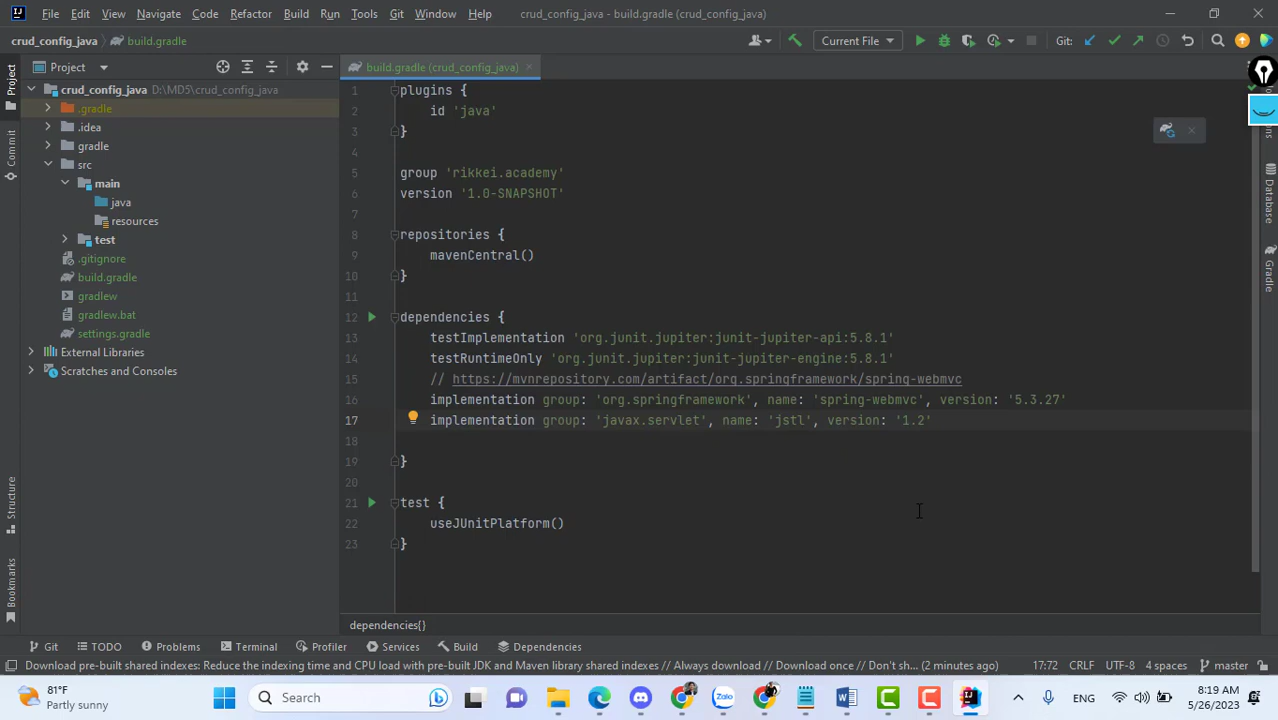 File Edit View Navigate Code Refactor Build Run Tools Git Window Help crud_config_java - build.gradle (crud_config_java)
crud_config_java build.gradle Current File Git:
Project build.gradle (crud_config_java)
crud_config_java D:\MD5\crud_config_java
.gradle
.idea
gradle
src
main
java
resources
test
.gitignore
build.gradle
gradlew
gradlew.bat
settings.gradle
External Libraries
Scratches and Consoles
Project
Commit
Structure
Bookmarks
1 plugins {
2 id 'java'
3 }
4
5 group 'rikkei.academy'
6 version '1.0-SNAPSHOT'
7
8 repositories {
9 mavenCentral()
10 }
11
12 dependencies {
13 testImplementation 'org.junit.jupiter:junit-jupiter-api:5.8.1'
14 testRuntimeOnly 'org.junit.jupiter:junit-jupiter-engine:5.8.1'
15 // https://mvnrepository.com/artifact/org.springframework/spring-webmvc
16 implementation group: 'org.springframework', name: 'spring-webmvc', version: '5.3.27'
17 implementation group: 'javax.servlet', name: 'jstl', version: '1.2'
18
19 }
20
21 test {
22 useJUnitPlatform()
23 }
dependencies{}
Database
Gradle
Git TODO Problems Terminal Profiler Services Build Dependencies
Download pre-built shared indexes: Reduce the indexing time and CPU load with pre-built JDK and Maven library shared indexes // Always download // Download once // Don't sh... (2 minutes ago) 17:72 CRLF UTF-8 4 spaces master
81°F
Partly sunny
Search
Zalo
ENG
8:19 AM
5/26/2023